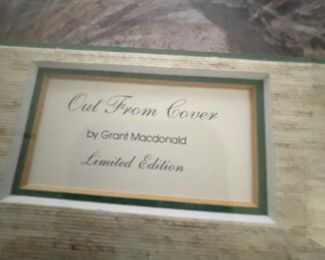 Out From Cover
by Grant Macdonald
Limited Edition